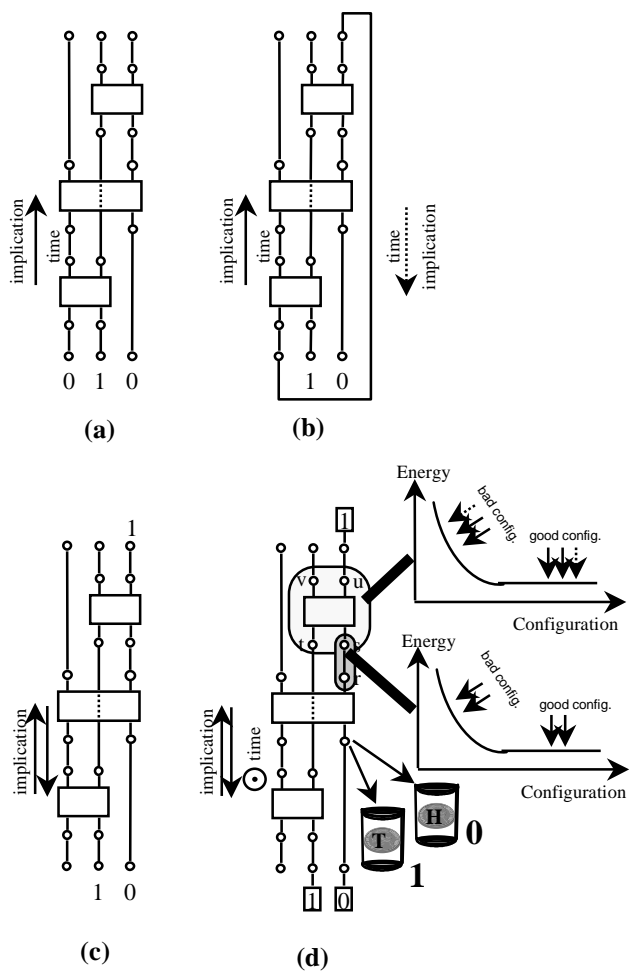 implication
time
0 1 0
(a)
implication
time
1 0
time
implication
(b)
1
implication
1 0
(c)
1
v u
t s
r
implication
time
T
1
H
0
1 0
(d)
Energy
bad config.
good config.
Configuration
Energy
bad config.
good config.
Configuration